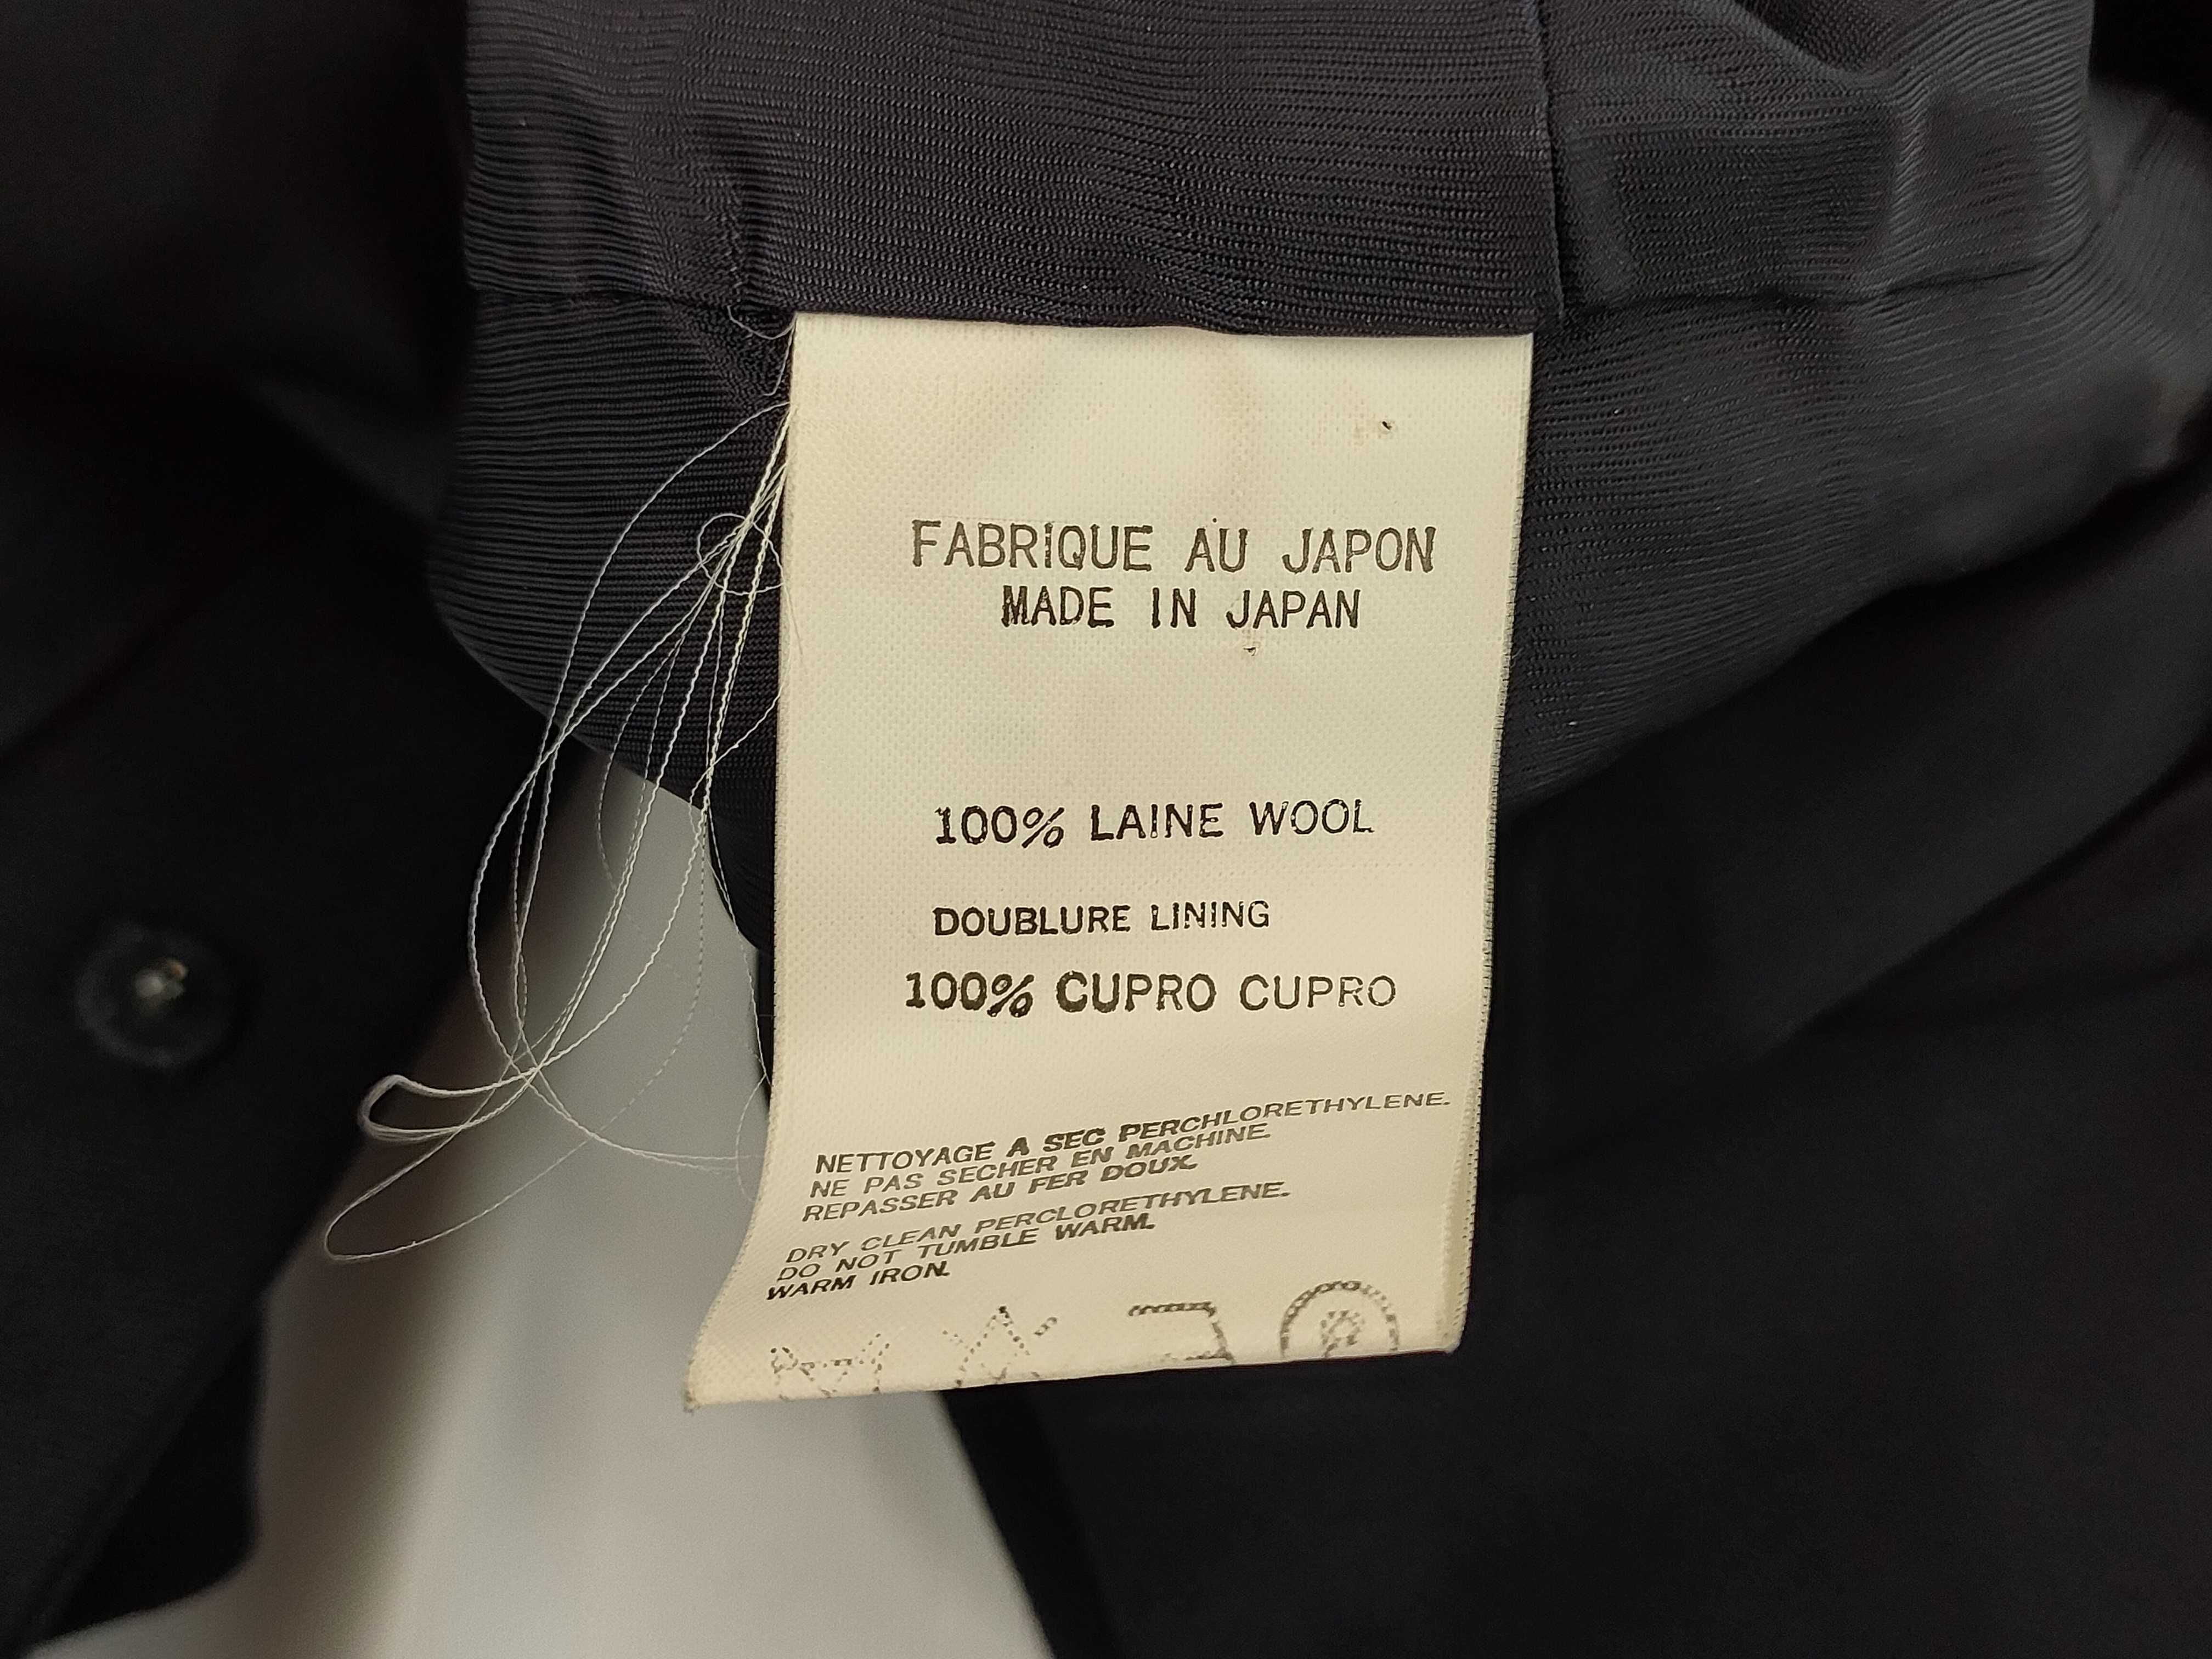 FABRIQUE AU JAPON
MADE IN JAPAN
100% LAINE WOOL
DOUBLURE LINING
100% CUPRO CUPRO
NETTOYAGE A SEC PERCHLORETHYLENE.
NE PAS SECHER EN MACHINE.
REPASSER AU FER DOUX.
DRY CLEAN PERCLORETHYLENE.
DO NOT TUMBLE WARM.
WARM IRON.